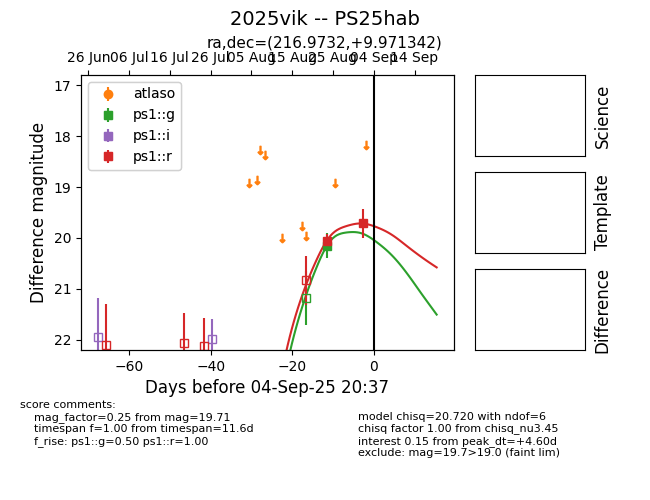 2025vik -- PS25hab
ra,dec=(216.9732,+9.971342)
26 Jun 06 Jul 16 Jul 26 Jul 05 Aug 15 Aug 25 Aug 04 Sep 14 Sep
17
18
19
20
21
22
Difference magnitude
atlaso
ps1::g
ps1::i
ps1::r
−60 −40 −20 0
Days before 04-Sep-25 20:37
Science
Template
Difference
score comments:
mag_factor=0.25 from mag=19.71
timespan f=1.00 from timespan=11.6d
f_rise: ps1::g=0.50 ps1::r=1.00
model chisq=20.720 with ndof=6
chisq factor 1.00 from chisq_nu3.45
interest 0.15 from peak_dt=+4.60d
exclude: mag=19.7>19.0 (faint lim)